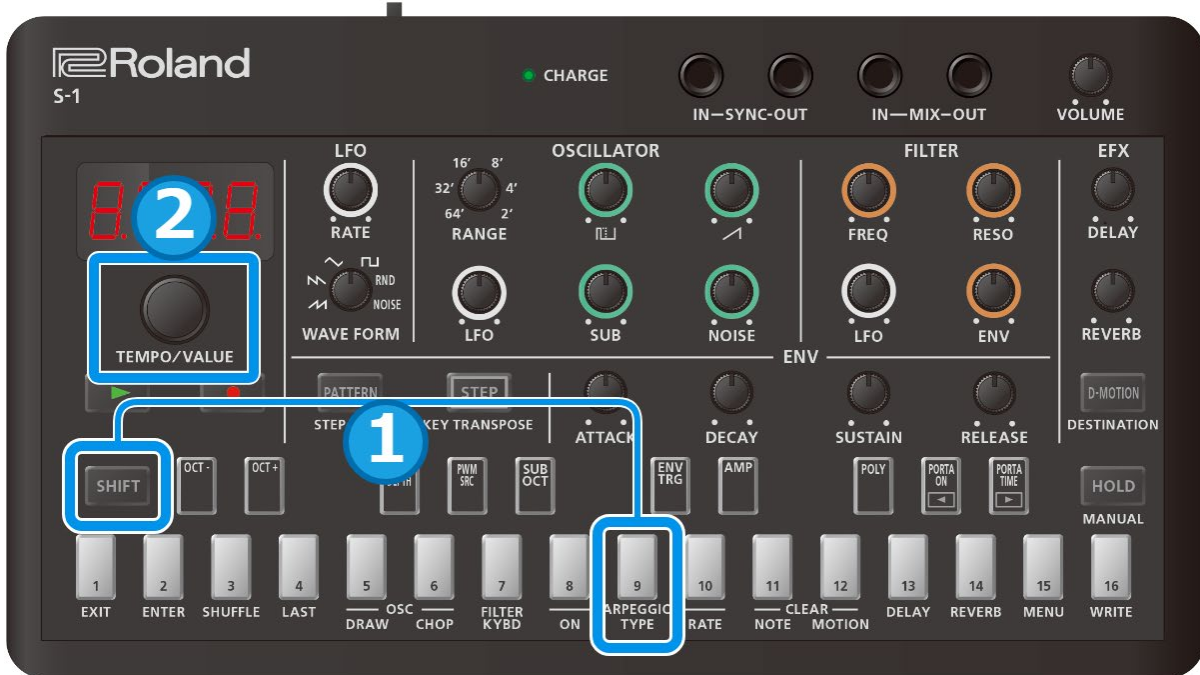 Roland
S-1
CHARGE
IN–SYNC-OUT
IN–MIX–OUT
VOLUME
2
TEMPO/VALUE
LFO
RATE
RND
NOISE
WAVE FORM
OSCILLATOR
16' 8'
32' 4'
64' 2'
RANGE
LFO
SUB
NOISE
FILTER
FREQ
RESO
LFO
ENV
EFX
DELAY
REVERB
ENV
PATTERN
STEP
STEP
KEY TRANSPOSE
1
ATTACK
DECAY
SUSTAIN
RELEASE
D-MOTION
DESTINATION
SHIFT
OCT -
OCT +
PWM
SRC
SUB
OCT
ENV
TRG
AMP
POLY
PORTA
ON
PORTA
TIME
HOLD
MANUAL
1 2 3 4 5 6 7 8 9 10 11 12 13 14 15 16
EXIT ENTER SHUFFLE LAST
OSC
DRAW CHOP
FILTER
KYBD
ARPEGGIO
ON TYPE RATE
CLEAR
NOTE MOTION
DELAY REVERB MENU WRITE